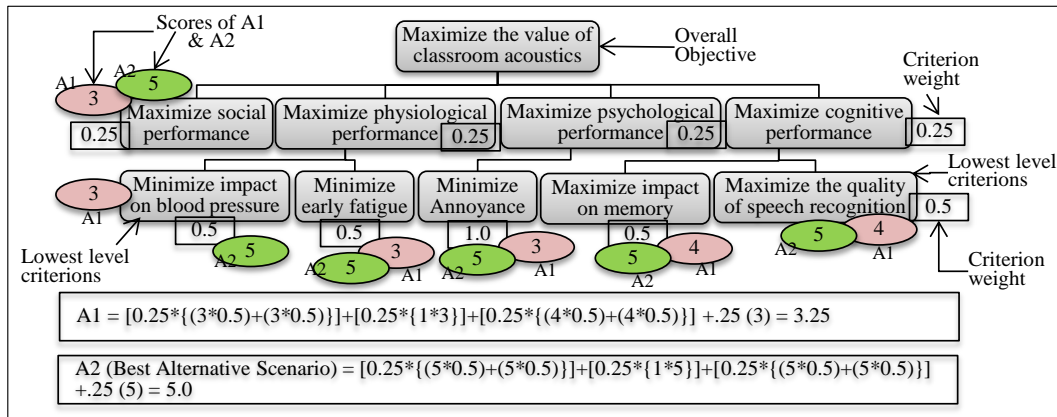 Scores of A1
& A2
Maximize the value of
classroom acoustics
Overall
Objective
Criterion
weight
A1
3
A2
5
Maximize social
performance
0.25
Maximize physiological
performance
0.25
Maximize psychological
performance
0.25
Maximize cognitive
performance
0.25
3
A1
Minimize impact
on blood pressure
0.5
A2
5
Minimize
early fatigue
0.5
A2
5
3
A1
Minimize
Annoyance
1.0
A2
5
3
A1
Maximize impact
on memory
0.5
5
A2
4
A1
Maximize the quality
of speech recognition
0.5
A2
5
4
A1
Lowest level
criterions
Lowest level
criterions
Criterion
weight
A1 = [0.25*{(3*0.5)+(3*0.5)}]+[0.25*{1*3}]+[0.25*{(4*0.5)+(4*0.5)}] +.25 (3) = 3.25
A2 (Best Alternative Scenario) = [0.25*{(5*0.5)+(5*0.5)}]+[0.25*{1*5}]+[0.25*{(5*0.5)+(5*0.5)}]
+.25 (5) = 5.0